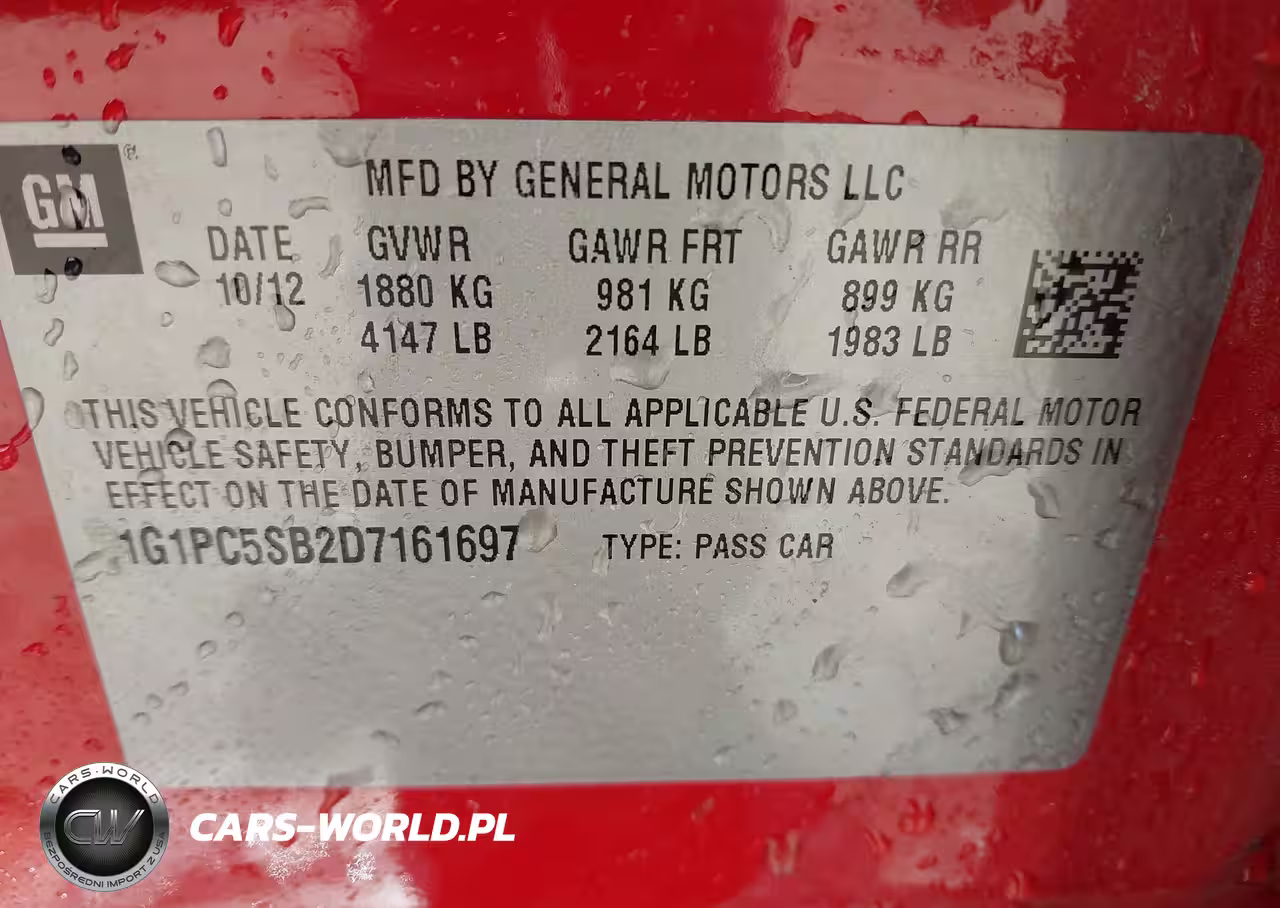 GM
MFD BY GENERAL MOTORS LLC
DATE GVWR GAWR FRT GAWR RR
10/12 1880 KG 981 KG 899 KG
4147 LB 2164 LB 1983 LB
THIS VEHICLE CONFORMS TO ALL APPLICABLE U.S. FEDERAL MOTOR
VEHICLE SAFETY, BUMPER, AND THEFT PREVENTION STANDARDS IN
EFFECT ON THE DATE OF MANUFACTURE SHOWN ABOVE.
1G1PC5SB2D7161697 TYPE: PASS CAR
CARS-WORLD
CW
BEZPOŚREDNI IMPORT Z USA
CARS-WORLD.PL